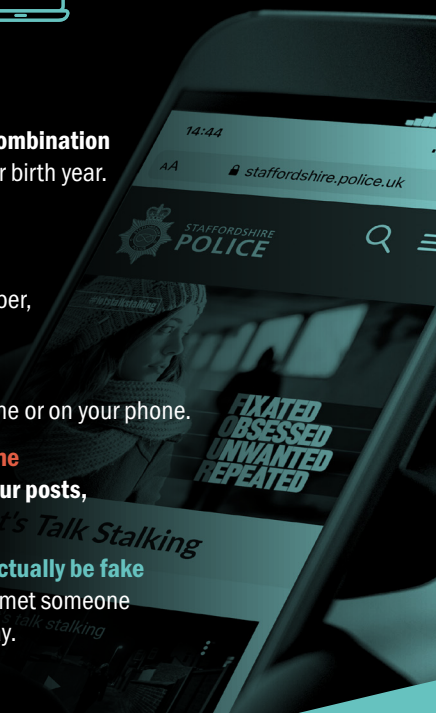 ombination
r birth year.
14:44
AA
staffordshire.police.uk
STAFFORDSHIRE
POLICE
#letstalkstalking
ber,
ne or on your phone.
FIXATED
OBSESSED
UNWANTED
REPEATED
ne
ur posts,
t's Talk Stalking
ctually be fake
met someone
s talk stalking
y.